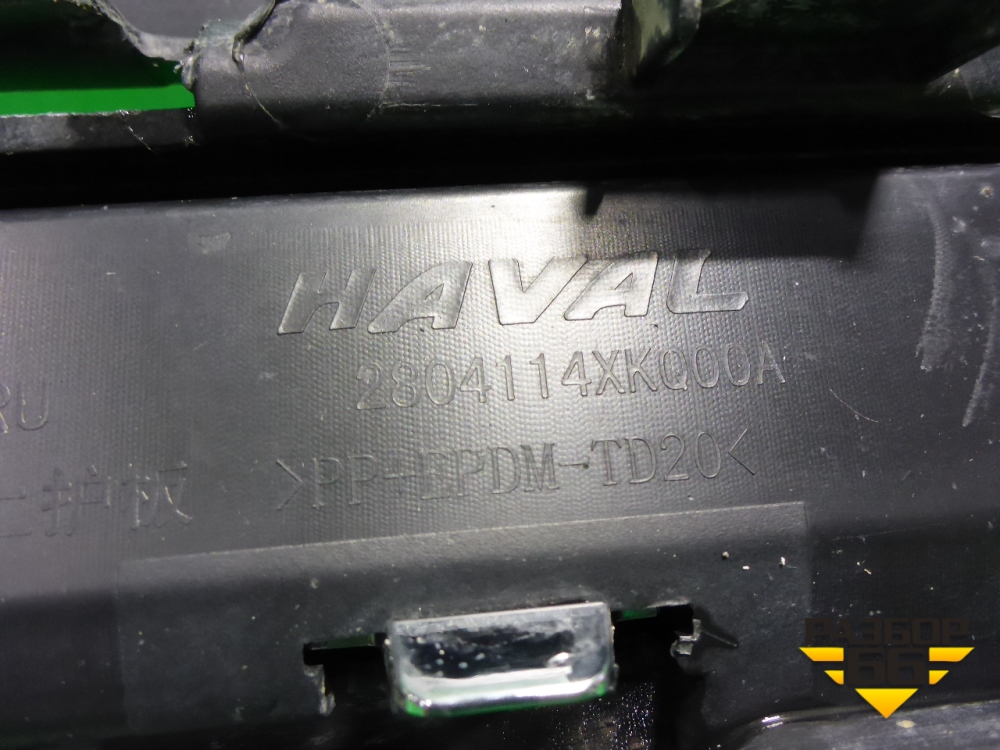 HAVAL
2804114XKQ00A
RU
>PP-EPDM-TD20<
护板
РАЗБОР
66